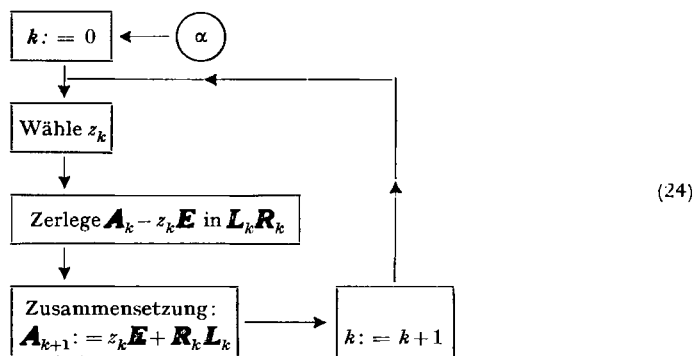 k: = 0
α
Wähle z_k
Zerlege A_k − z_k E in L_k R_k
(24)
Zusammensetzung:
A_{k+1}: = z_k E + R_k L_k
k: = k+1